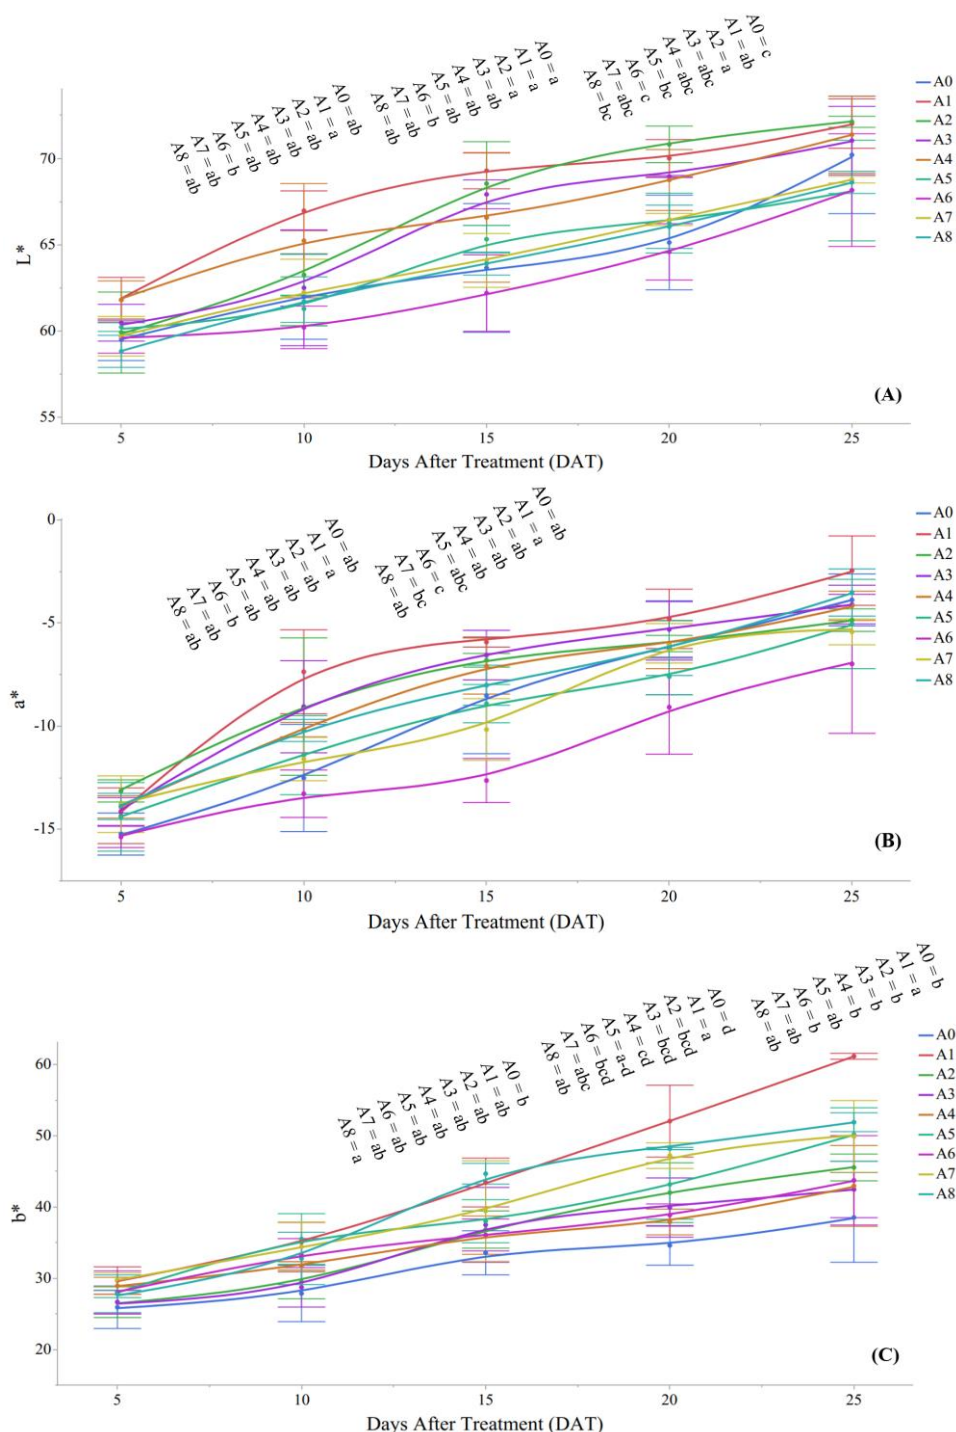 A0 = ab
A1 = a
A2 = ab
A3 = ab
A4 = ab
A5 = ab
A6 = b
A7 = ab
A8 = ab
A0 = a
A1 = a
A2 = a
A3 = ab
A4 = ab
A5 = ab
A6 = b
A7 = ab
A8 = ab
A0 = c
A1 = ab
A2 = a
A3 = abc
A4 = abc
A5 = bc
A6 = c
A7 = abc
A8 = bc
A0
A1
A2
A3
A4
A5
A6
A7
A8
70
65
60
55
L*
(A)
5 10 15 20 25
Days After Treatment (DAT)
A0 = ab
A1 = a
A2 = ab
A3 = ab
A4 = ab
A5 = ab
A6 = b
A7 = ab
A8 = ab
A0 = ab
A1 = a
A2 = ab
A3 = ab
A4 = ab
A5 = abc
A6 = c
A7 = bc
A8 = ab
A0
A1
A2
A3
A4
A5
A6
A7
A8
0
-5
-10
-15
a*
(B)
5 10 15 20 25
Days After Treatment (DAT)
A0 = b
A1 = ab
A2 = ab
A3 = ab
A4 = ab
A5 = ab
A6 = ab
A7 = ab
A8 = a
A0 = d
A1 = a
A2 = bcd
A3 = bcd
A4 = cd
A5 = a-d
A6 = bcd
A7 = abc
A8 = ab
A0 = b
A1 = a
A2 = b
A3 = b
A4 = b
A5 = ab
A6 = b
A7 = ab
A8 = ab
A0
A1
A2
A3
A4
A5
A6
A7
A8
60
50
40
30
20
b*
(C)
5 10 15 20 25
Days After Treatment (DAT)